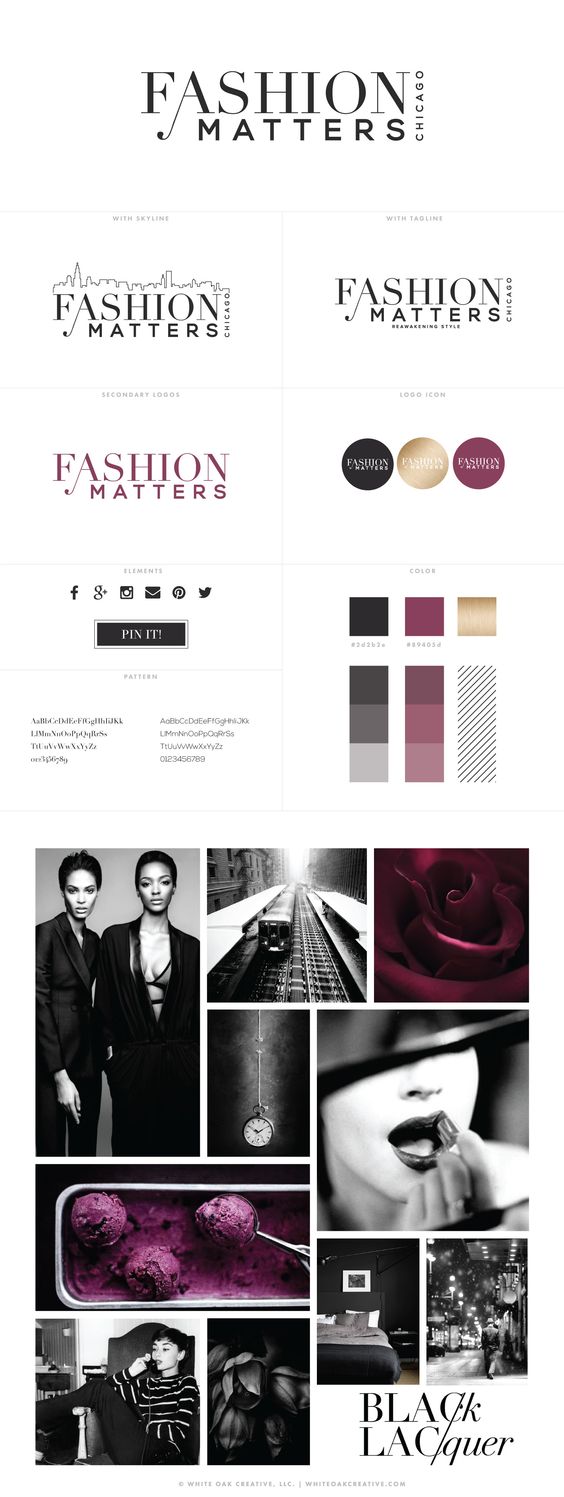 FASHION
MATTERS
CHICAGO
WITH SKYLINE
FASHION
MATTERS
CHICAGO
WITH TAGLINE
FASHION
MATTERS
CHICAGO
REAWAKENING STYLE
SECONDARY LOGOS
FASHION
MATTERS
LOGO ICON
FASHION
MATTERS
FASHION
MATTERS
FASHION
MATTERS
ELEMENTS
f g+
PIN IT!
COLOR
#2d2b2e #89405d
PATTERN
AaBbCcDdEeFfGgHhIiJjKk
LlMmNnOoPpQqRrSs
TtUuVvWwXxYyZz
0123456789
AaBbCcDdEeFfGgHhIiJjKk
LlMmNnOoPpQqRrSs
TtUuVvWwXxYyZz
0123456789
BLACk
LACquer
© WHITE OAK CREATIVE, LLC. | WHITEOAKCREATIVE.COM